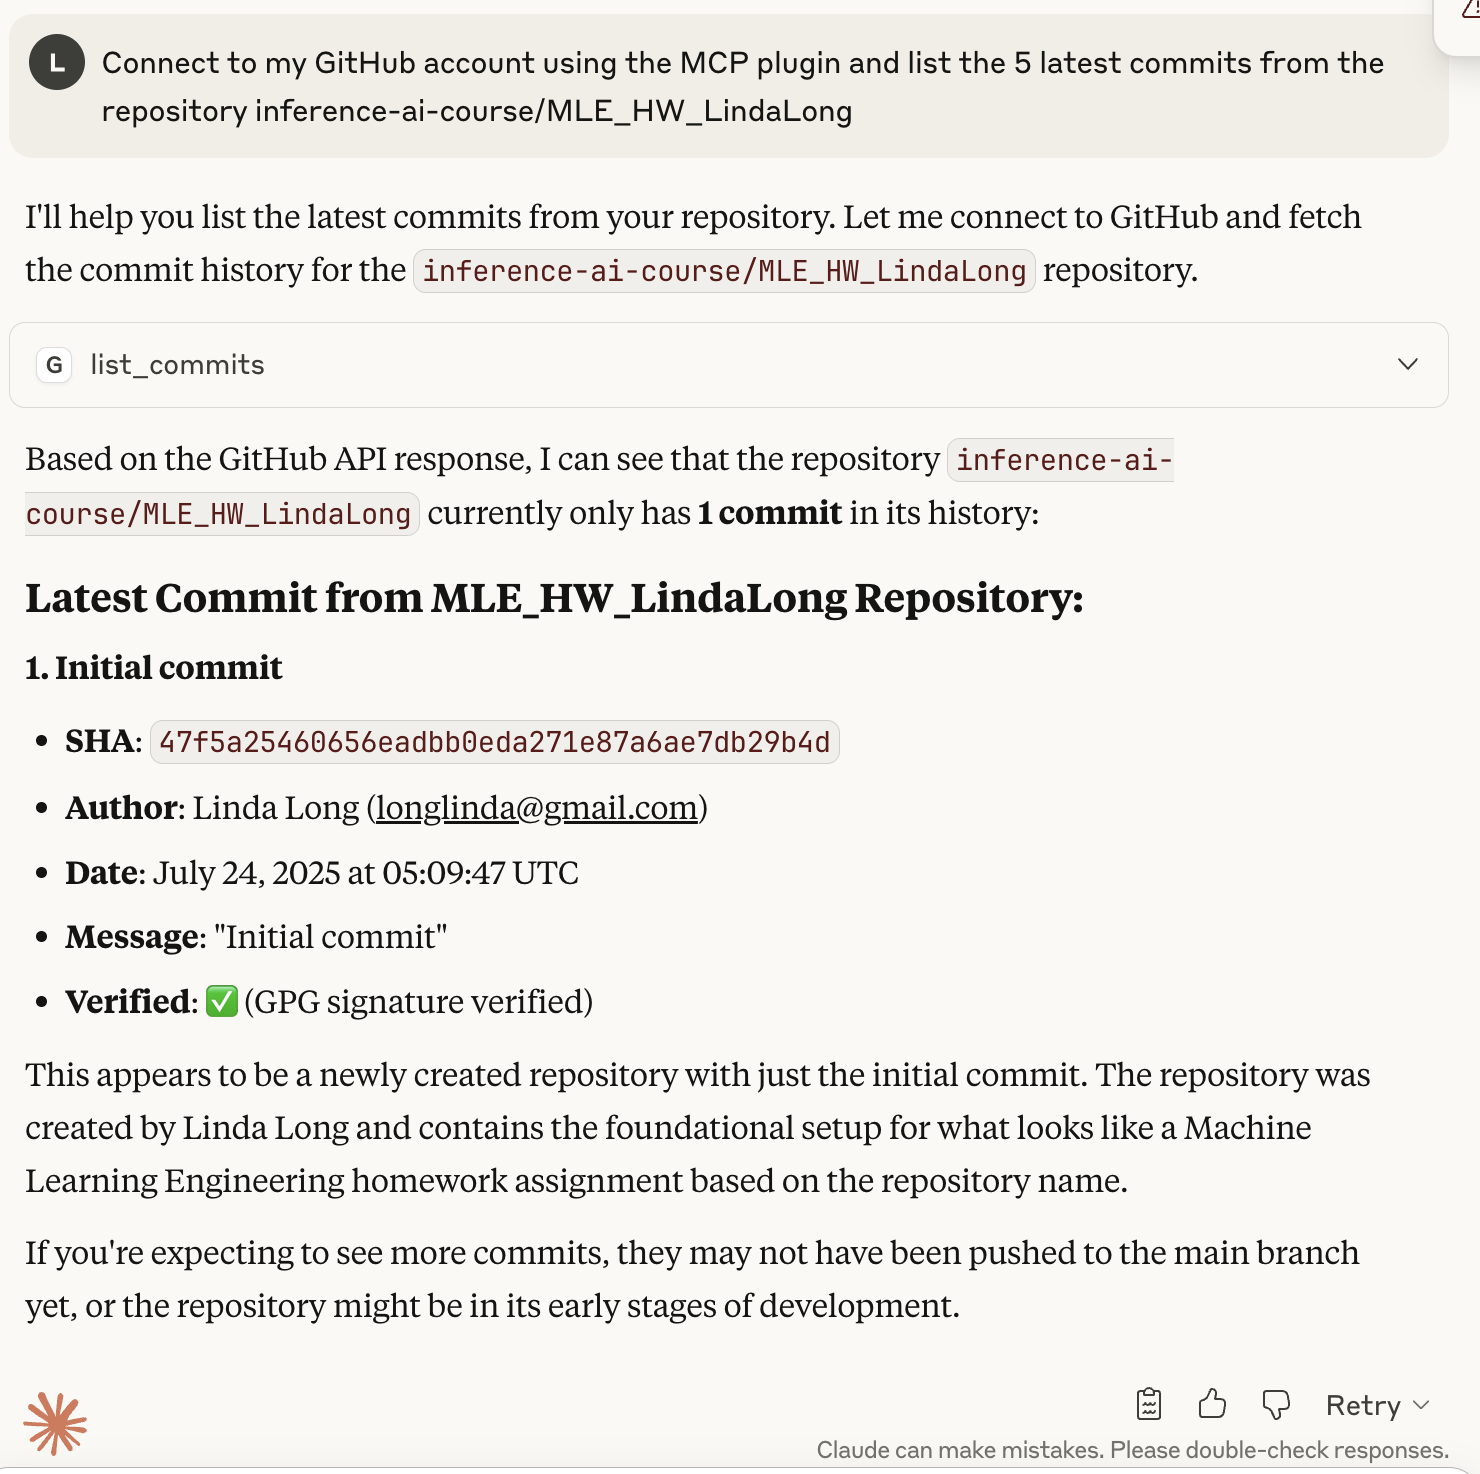 L
Connect to my GitHub account using the MCP plugin and list the 5 latest commits from the
repository inference-ai-course/MLE_HW_LindaLong
I'll help you list the latest commits from your repository. Let me connect to GitHub and fetch
the commit history for the inference-ai-course/MLE_HW_LindaLong repository.
G list_commits
Based on the GitHub API response, I can see that the repository inference-ai-
course/MLE_HW_LindaLong currently only has 1 commit in its history:
Latest Commit from MLE_HW_LindaLong Repository:
1. Initial commit
• SHA: 47f5a25460656eadbb0eda271e87a6ae7db29b4d
• Author: Linda Long (longlinda@gmail.com)
• Date: July 24, 2025 at 05:09:47 UTC
• Message: "Initial commit"
• Verified: ✅ (GPG signature verified)
This appears to be a newly created repository with just the initial commit. The repository was
created by Linda Long and contains the foundational setup for what looks like a Machine
Learning Engineering homework assignment based on the repository name.
If you're expecting to see more commits, they may not have been pushed to the main branch
yet, or the repository might be in its early stages of development.
Retry
Claude can make mistakes. Please double-check responses.